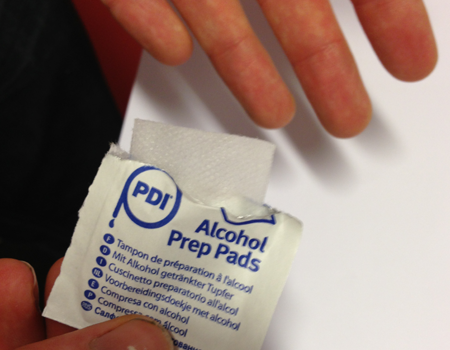 PDI
Alcohol
Prep Pads
F Tampon de préparation à l'alcool
D Mit Alkohol getränkter Tupfer
I Cuscinetto preparatorio all'alcol
NL Voorbereidingsdoekje met alcohol
E Compresa con alcohol
P Compressa com álcool